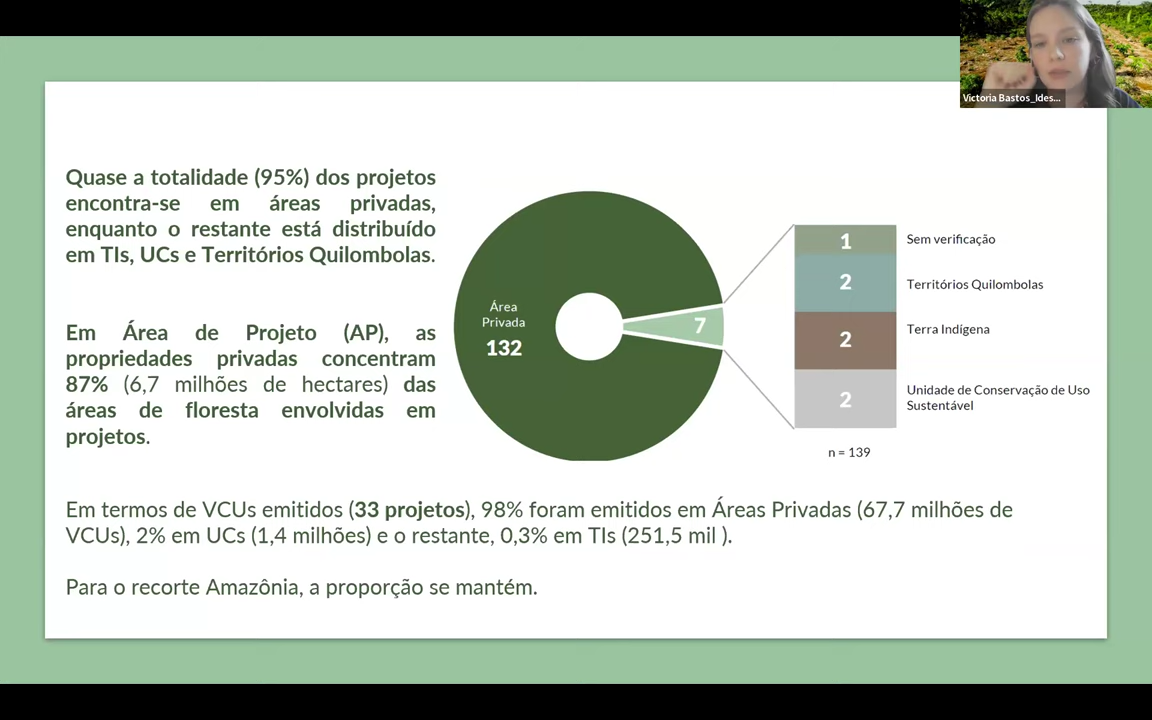 Victoria Bastos_Ides...
Quase a totalidade (95%) dos projetos
encontra-se em áreas privadas,
enquanto o restante está distribuído
em TIs, UCs e Territórios Quilombolas.
Em Área de Projeto (AP), as
propriedades privadas concentram
87% (6,7 milhões de hectares) das
áreas de floresta envolvidas em
projetos.
Área
Privada
132
7
1
Sem verificação
2
Territórios Quilombolas
2
Terra Indígena
2
Unidade de Conservação de Uso
Sustentável
n = 139
Em termos de VCUs emitidos (33 projetos), 98% foram emitidos em Áreas Privadas (67,7 milhões de
VCUs), 2% em UCs (1,4 milhões) e o restante, 0,3% em TIs (251,5 mil ).
Para o recorte Amazônia, a proporção se mantém.